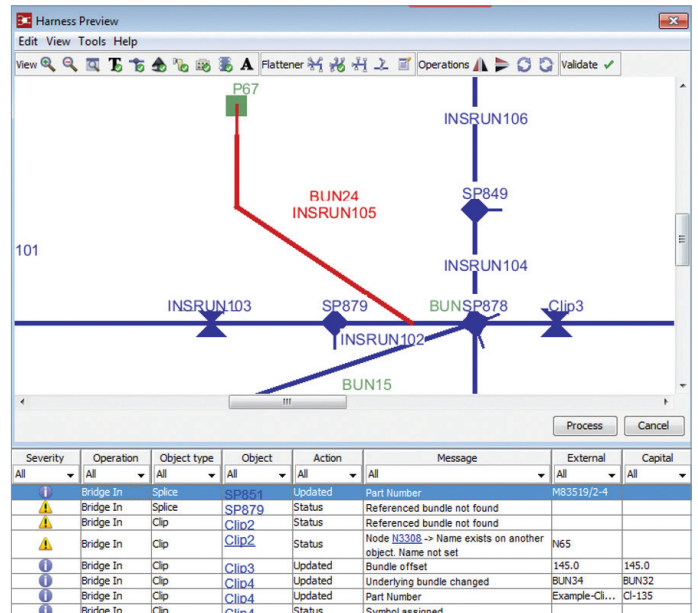 Harness Preview
Edit View Tools Help
View Flattener Operations Validate
P67
INSRUN106
BUN24
INSRUN105
SP849
101
INSRUN104
INSRUN103 SP879 BUN SP878 Clip3
INSRUN102
BUN15
Process Cancel
Severity Operation Object type Object Action Message External Capital
All All All All All All All All
Bridge In Splice SP851 Updated Part Number M83519/2-4
Bridge In Splice SP879 Status Referenced bundle not found
Bridge In Clip Clip2 Status Referenced bundle not found
Bridge In Clip Clip2 Status Node N3308 -> Name exists on another
object. Name not set N65
Bridge In Clip Clip3 Updated Bundle offset 145.0 145.0
Bridge In Clip Clip4 Updated Underlying bundle changed BUN34 BUN32
Bridge In Clip Clip4 Updated Part Number Example-Cli... Cl-135
Bridge In Clip Clip4 Status Symbol assigned